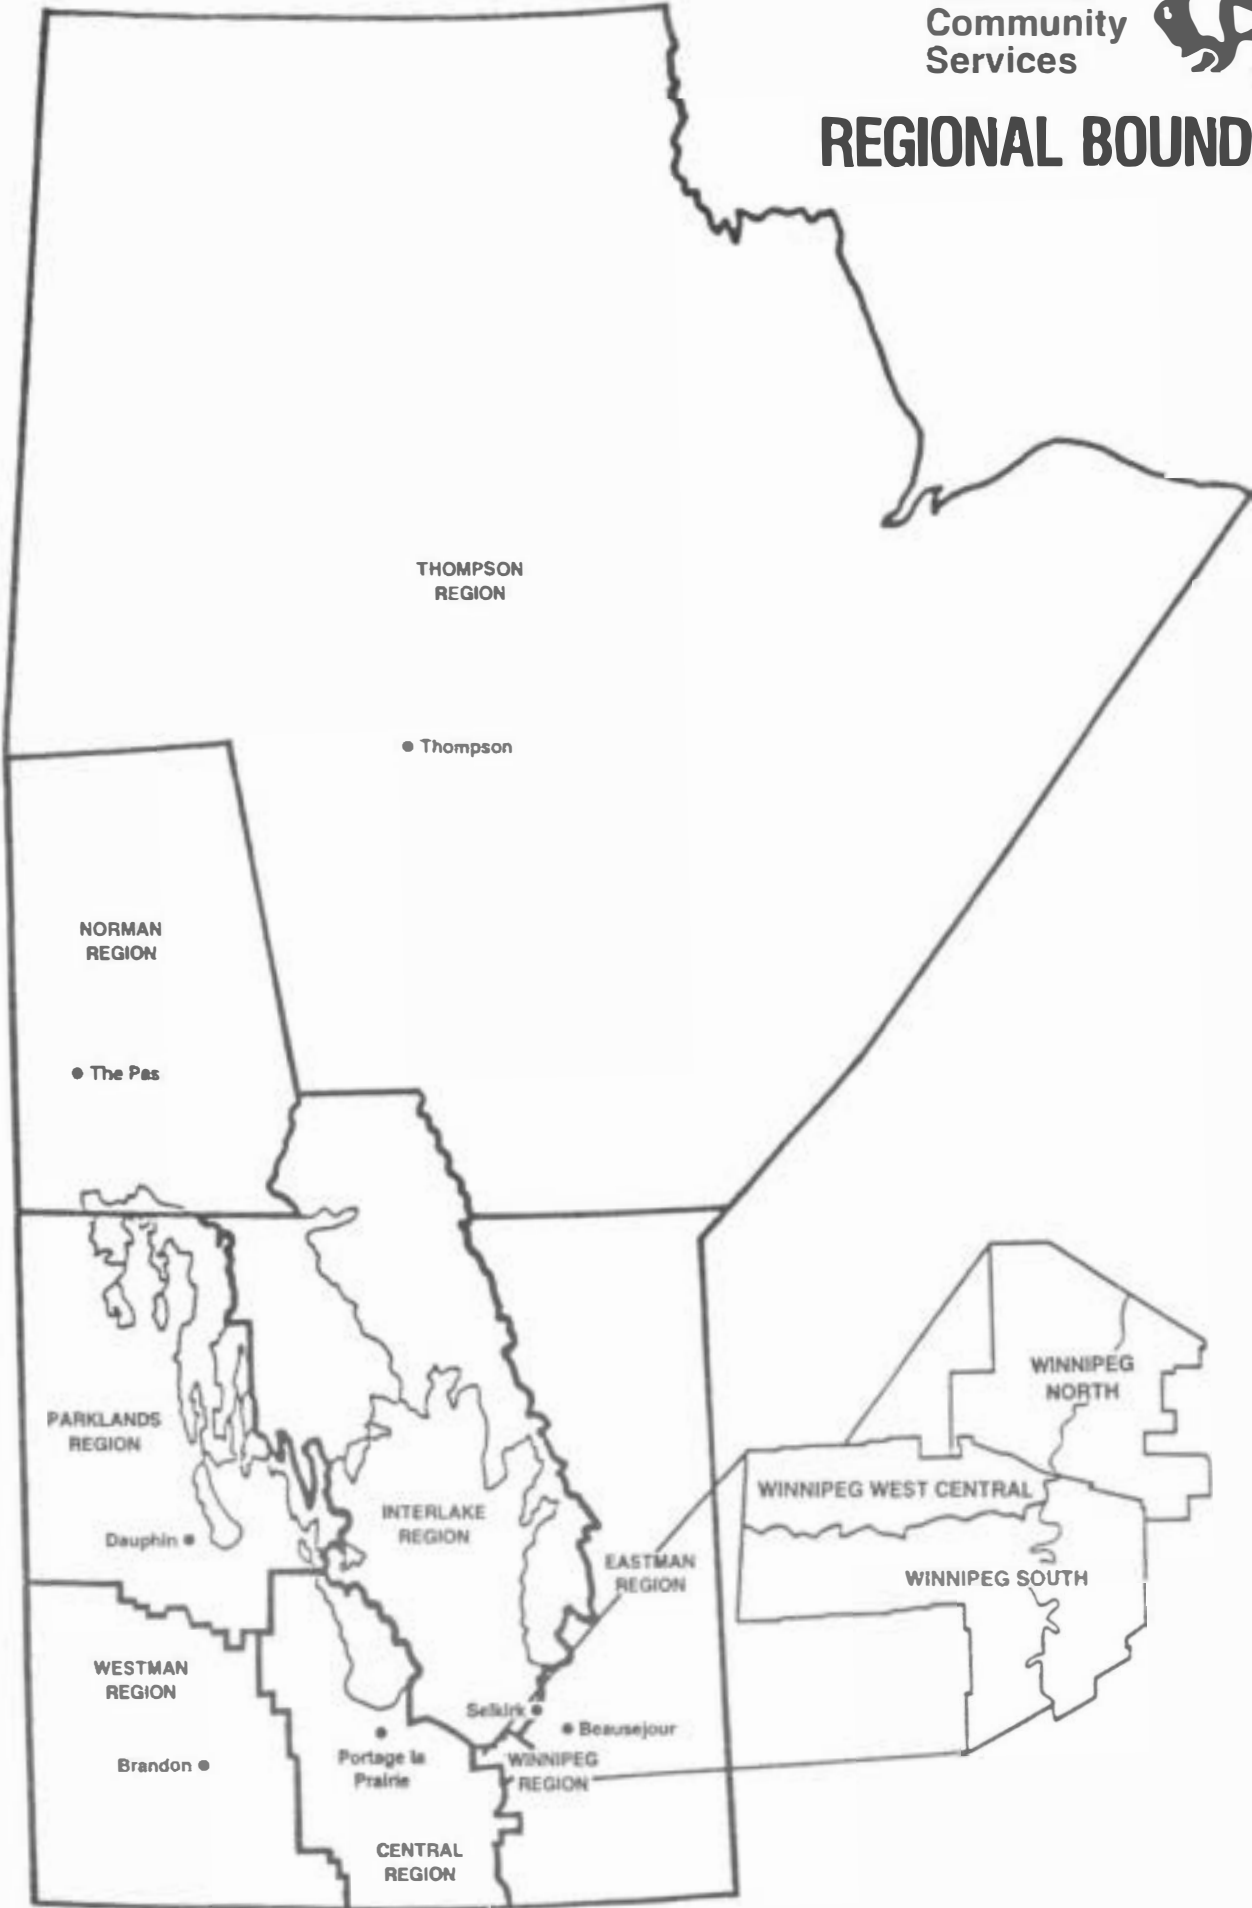 Community
Services
REGIONAL BOUND
THOMPSON
REGION
Thompson
NORMAN
REGION
The Pas
WINNIPEG
NORTH
PARKLANDS
REGION
WINNIPEG WEST CENTRAL
INTERLAKE
REGION
Dauphin
EASTMAN
REGION
WINNIPEG SOUTH
WESTMAN
REGION
Selkirk
Beausejour
Brandon
Portage la
Prairie
WINNIPEG
REGION
CENTRAL
REGION